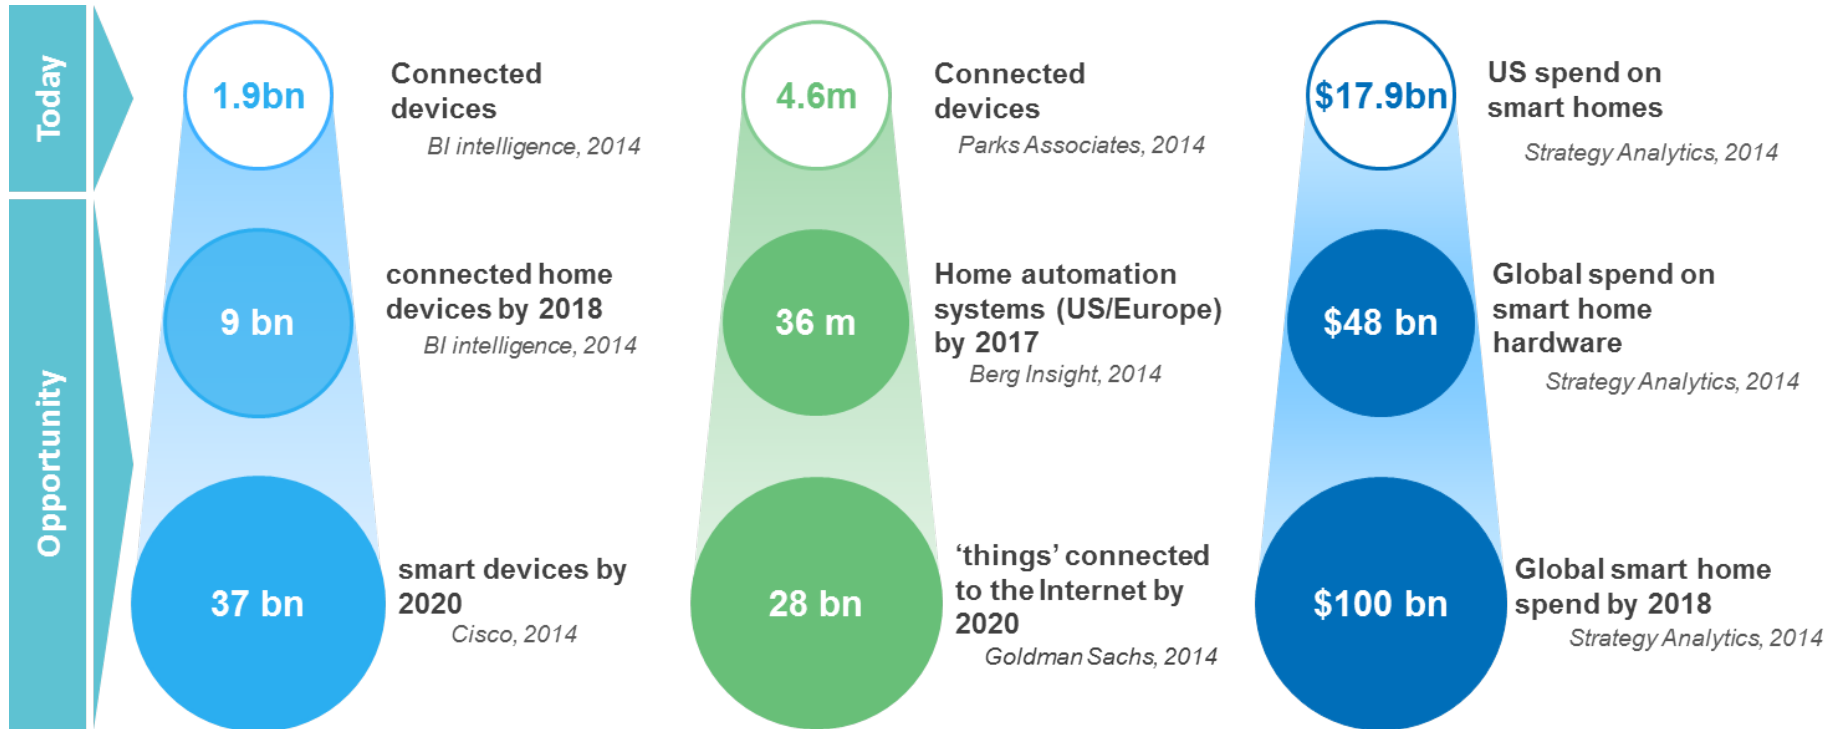 Today
1.9bn
Connected
devices
BI intelligence, 2014
4.6m
Connected
devices
Parks Associates, 2014
$17.9bn
US spend on
smart homes
Strategy Analytics, 2014
Opportunity
9 bn
connected home
devices by 2018
BI intelligence, 2014
36 m
Home automation
systems (US/Europe)
by 2017
Berg Insight, 2014
$48 bn
Global spend on
smart home
hardware
Strategy Analytics, 2014
37 bn
smart devices by
2020
Cisco, 2014
28 bn
‘things’ connected
to the Internet by
2020
Goldman Sachs, 2014
$100 bn
Global smart home
spend by 2018
Strategy Analytics, 2014